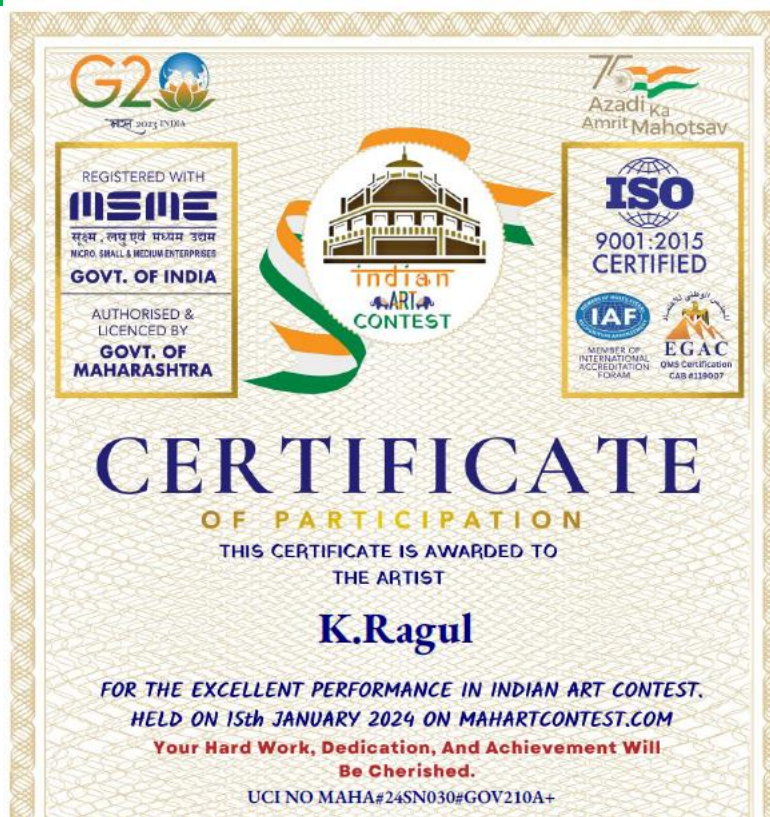 G20
भारत 2023 INDIA
75
Azadi Ka
Amrit Mahotsav
REGISTERED WITH
MSME
सूक्ष्म, लघु एवं मध्यम उद्यम
MICRO, SMALL & MEDIUM ENTERPRISES
GOVT. OF INDIA
AUTHORISED &
LICENCED BY
GOVT. OF
MAHARASHTRA
indian
ART
CONTEST
ISO
9001:2015
CERTIFIED
IAF
MEMBER OF
INTERNATIONAL
ACCREDITATION
FORAM
EGAC
QMS Certification
CAB #119007
CERTIFICATE
OF PARTICIPATION
THIS CERTIFICATE IS AWARDED TO
THE ARTIST
K.Ragul
FOR THE EXCELLENT PERFORMANCE IN INDIAN ART CONTEST.
HELD ON 15th JANUARY 2024 ON MAHARTCONTEST.COM
Your Hard Work, Dedication, And Achievement Will
Be Cherished.
UCI NO MAHA#24SN030#GOV210A+